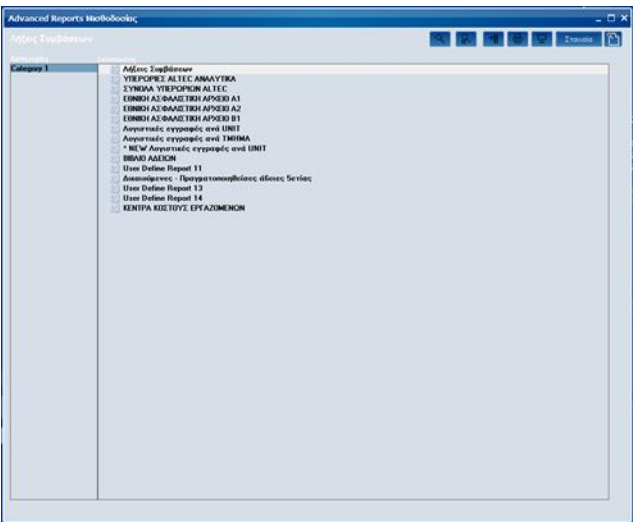 Advanced Reports Μισθοδοσίας
Λήξεις Συμβάσεων
Στοιχεία
Category 1
Λήξεις Συμβάσεων
ΥΠΕΡΟΡΙΕΣ ALTEC ΑΝΑΛΥΤΙΚΑ
ΣΥΝΟΛΑ ΥΠΕΡΟΡΙΩΝ ALTEC
ΕΘΝΙΚΗ ΑΣΦΑΛΙΣΤΙΚΗ ΑΡΧΕΙΟ Α1
ΕΘΝΙΚΗ ΑΣΦΑΛΙΣΤΙΚΗ ΑΡΧΕΙΟ Α2
ΕΘΝΙΚΗ ΑΣΦΑΛΙΣΤΙΚΗ ΑΡΧΕΙΟ Β1
Λογιστικές εγγραφές ανά UNIT
Λογιστικές εγγραφές ανά ΤΜΗΜΑ
* NEW Λογιστικές εγγραφές ανά UNIT
ΒΙΒΛΙΟ ΑΔΕΙΩΝ
User Define Report 11
Δικαιούμενες - Πραγματοποιηθείσες άδειες 5ετίας
User Define Report 13
User Define Report 14
ΚΕΝΤΡΑ ΚΟΣΤΟΥΣ ΕΡΓΑΖΟΜΕΝΩΝ